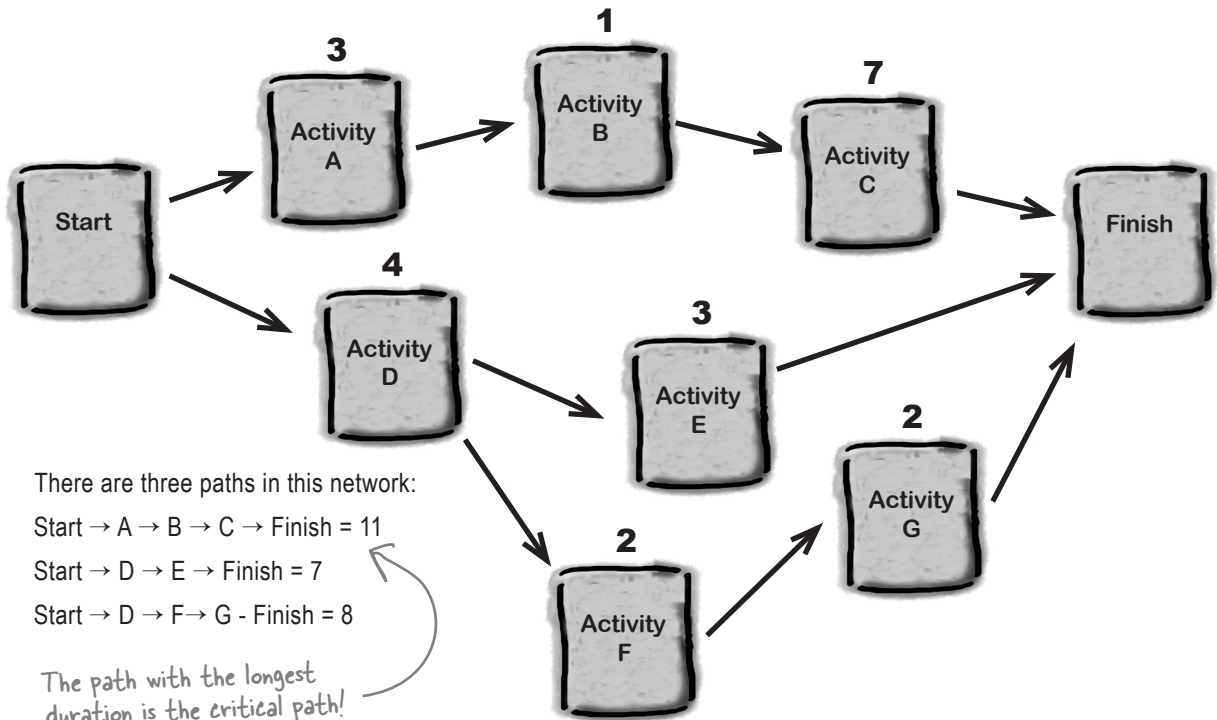 3
1
7
Activity
A
Activity
B
Activity
C
Start
Finish
4
3
2
Activity
D
Activity
E
Activity
G
2
Activity
F
There are three paths in this network:
Start → A → B → C → Finish = 11
Start → D → E → Finish = 7
Start → D → F→ G - Finish = 8
The path with the longest
duration is the critical path!